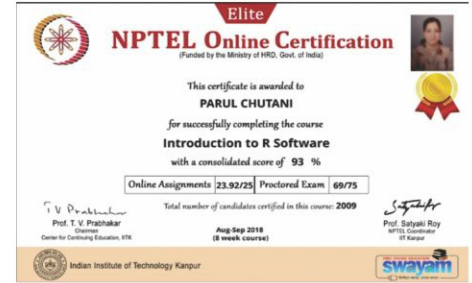 Elite
NPTEL Online Certification
(Funded by the Ministry of HRD, Govt. of India)
This certificate is awarded to
PARUL CHUTANI
for successfully completing the course
Introduction to R Software
with a consolidated score of 93 %
Online Assignments 23.92/25 Proctored Exam 69/75
Total number of candidates certified in this course: 2009
T V Prabhakar
Prof. T. V. Prabhakar
Chairman
Center for Continuing Education, IITK
Aug-Sep 2018
(8 week course)
Prof. Satyaki Roy
NPTEL Coordinator
IIT Kanpur
Indian Institute of Technology Kanpur
swayam